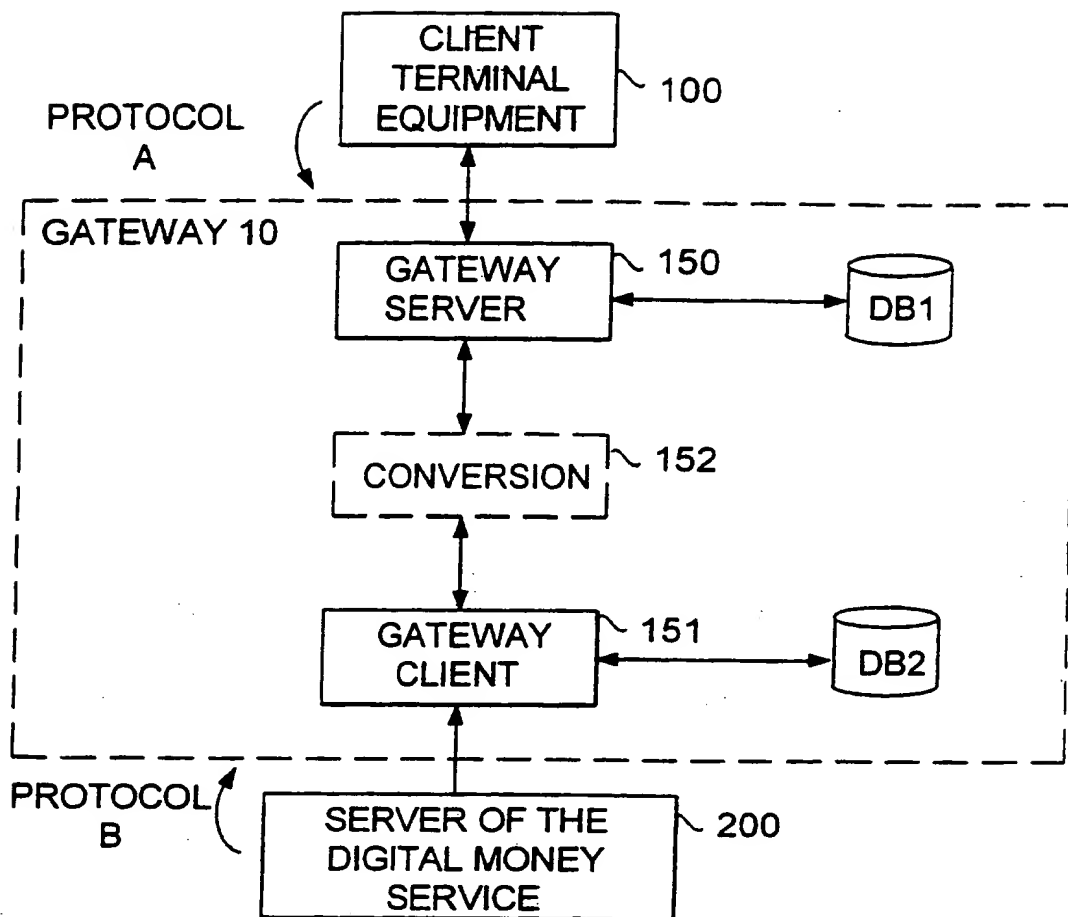 CLIENT
TERMINAL
EQUIPMENT
100
PROTOCOL
A
GATEWAY 10
GATEWAY
SERVER
150
DB1
CONVERSION
152
GATEWAY
CLIENT
151
DB2
PROTOCOL
B
SERVER OF THE
DIGITAL MONEY
SERVICE
200